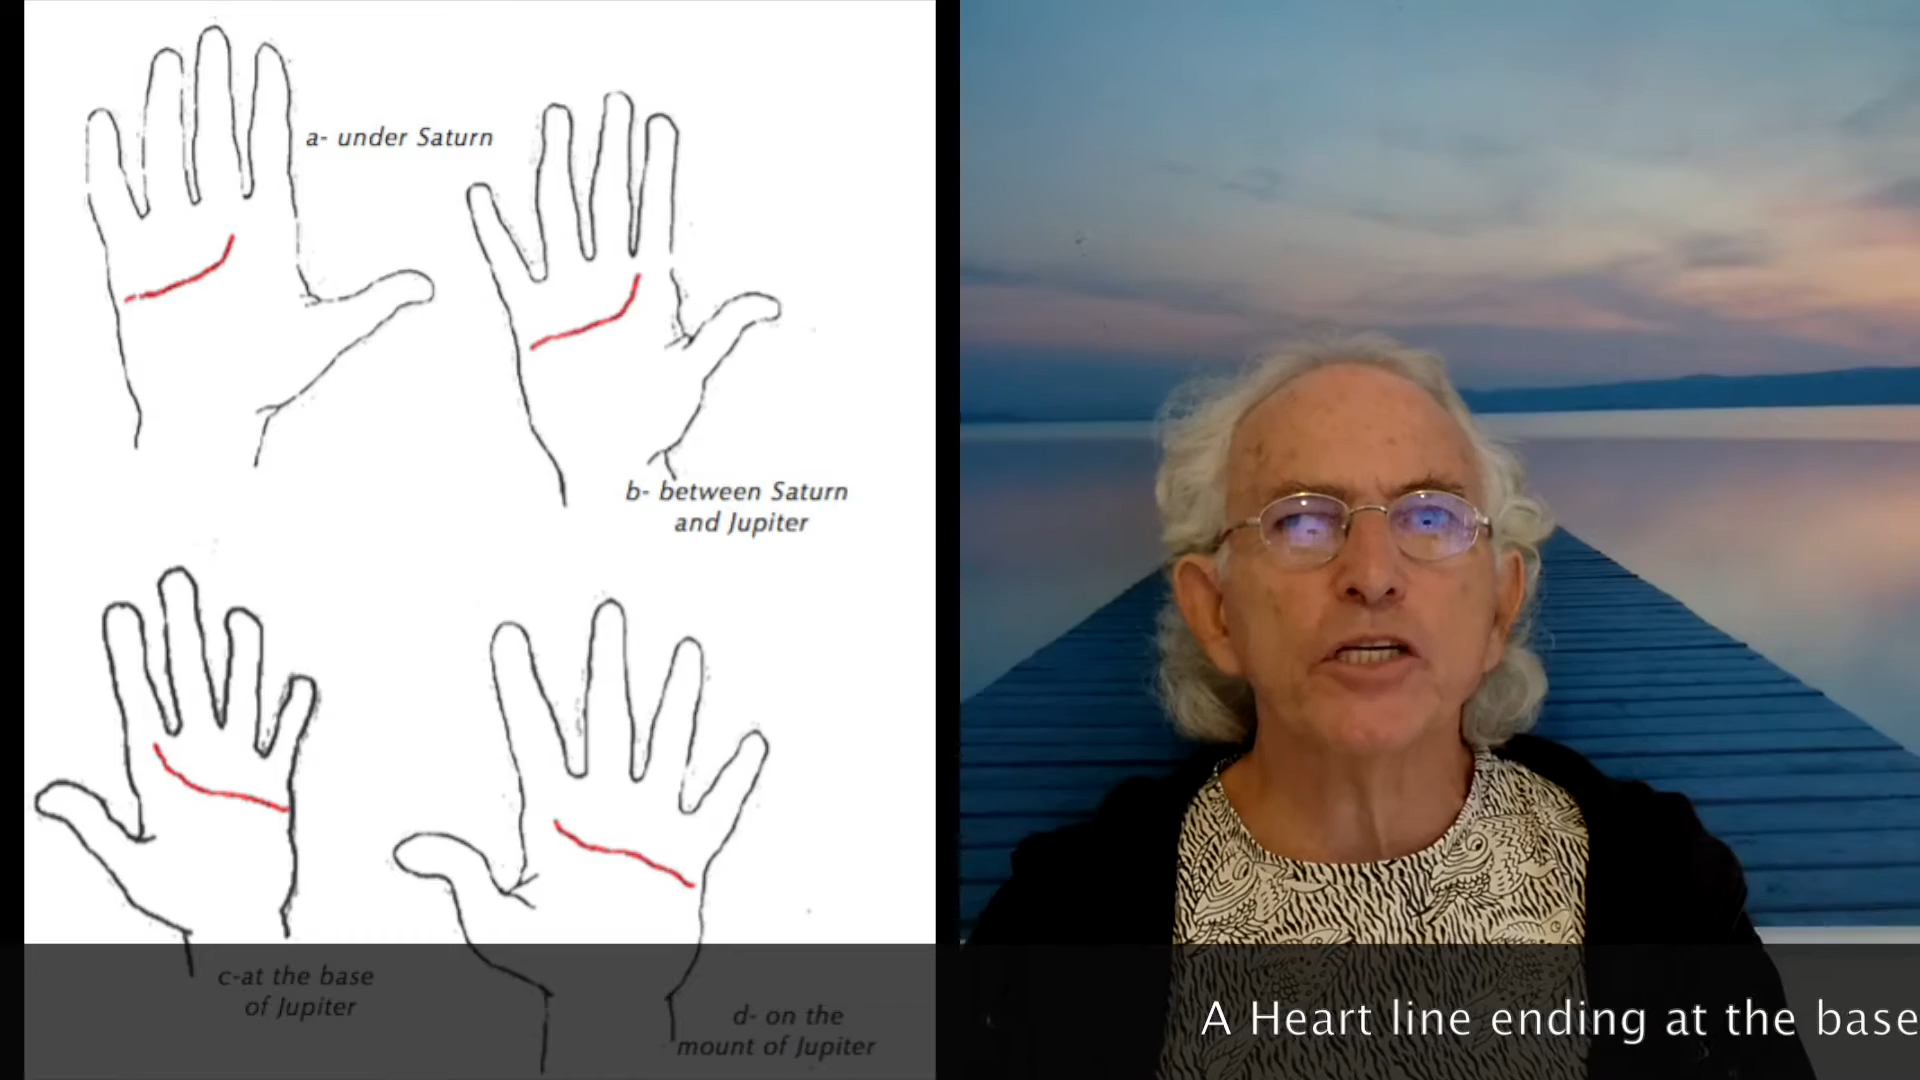 a- under Saturn
b- between Saturn
and Jupiter
c-at the base
of Jupiter
d- on the
mount of Jupiter
A Heart line ending at the base